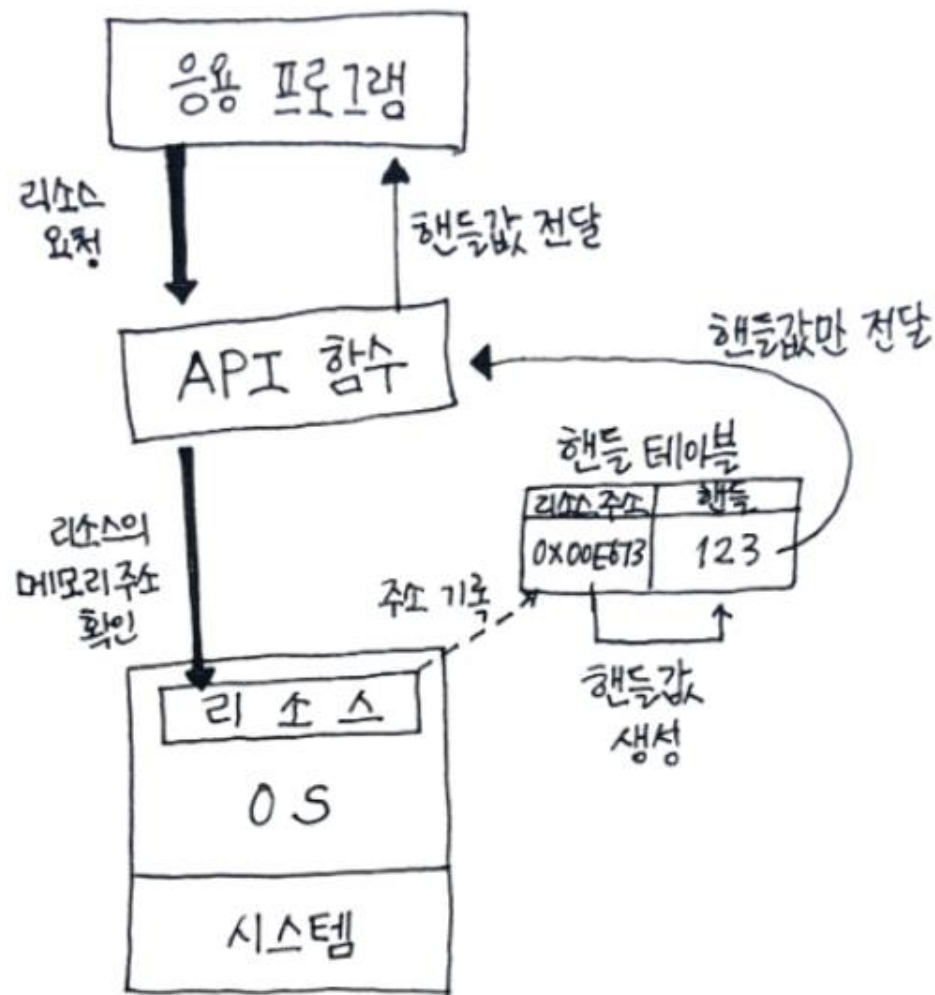 응용 프로그램
리소스
요청
핸들값 전달
API 함수
핸들값만 전달
핸들 테이블
리소스 주소 핸들
0X00E673 123
리소스의
메모리 주소
확인
주소 기록
핸들값
생성
리 소 스
OS
시스템